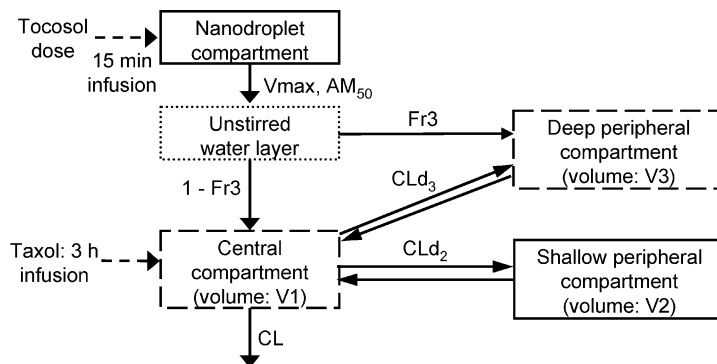 Tocosol
dose
15 min
infusion
Nanodroplet
compartment
Vmax, AM50
Unstirred
water layer
Fr3
Deep peripheral
compartment
(volume: V3)
1 - Fr3
CLd3
Taxol: 3 h
infusion
Central
compartment
(volume: V1)
CLd2
Shallow peripheral
compartment
(volume: V2)
CL